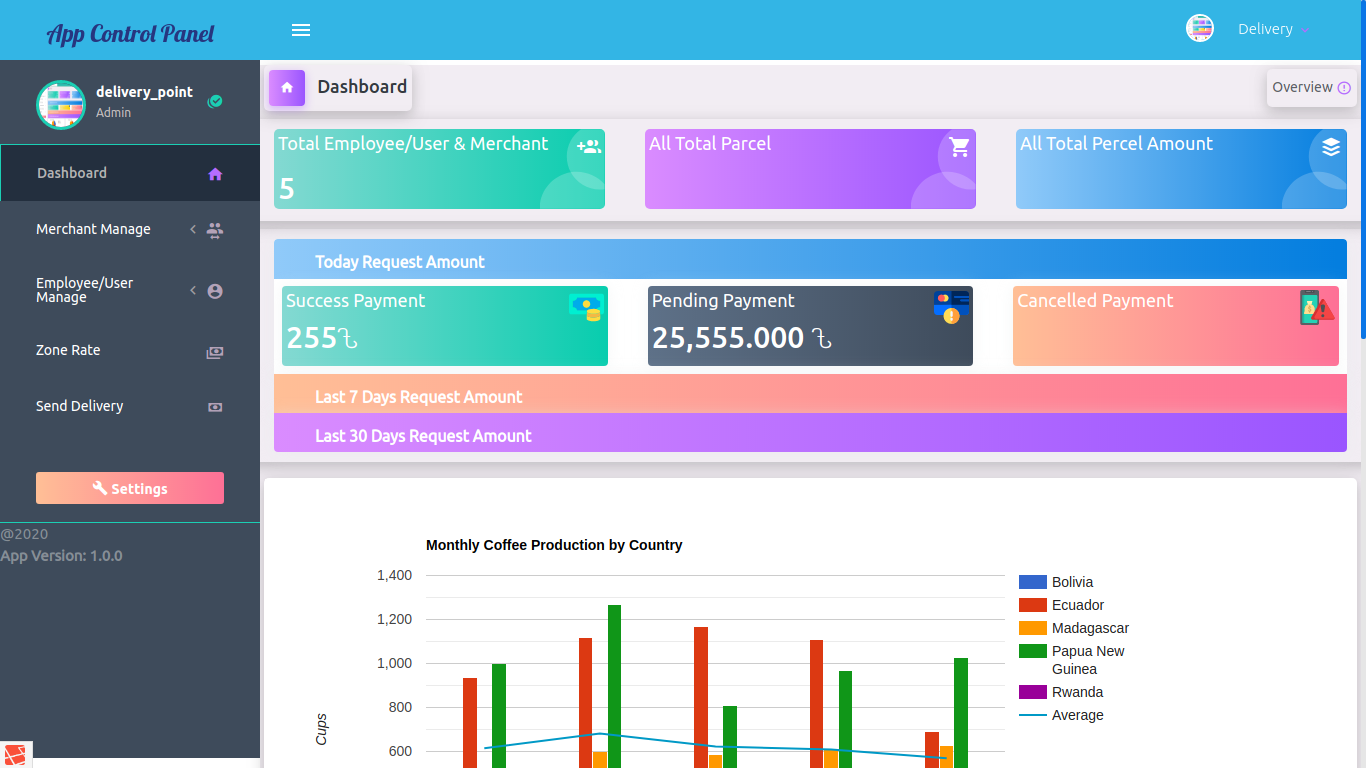 App Control Panel
Delivery
delivery_point
Admin
Dashboard
Merchant Manage
Employee/User
Manage
Zone Rate
Send Delivery
Settings
@2020
App Version: 1.0.0
Dashboard
Overview
Total Employee/User & Merchant
5
All Total Parcel
All Total Percel Amount
Today Request Amount
Success Payment
255৳
Pending Payment
25,555.000 ৳
Cancelled Payment
Last 7 Days Request Amount
Last 30 Days Request Amount
Monthly Coffee Production by Country
1,400
1,200
1,000
800
600
Cups
Bolivia
Ecuador
Madagascar
Papua New
Guinea
Rwanda
Average